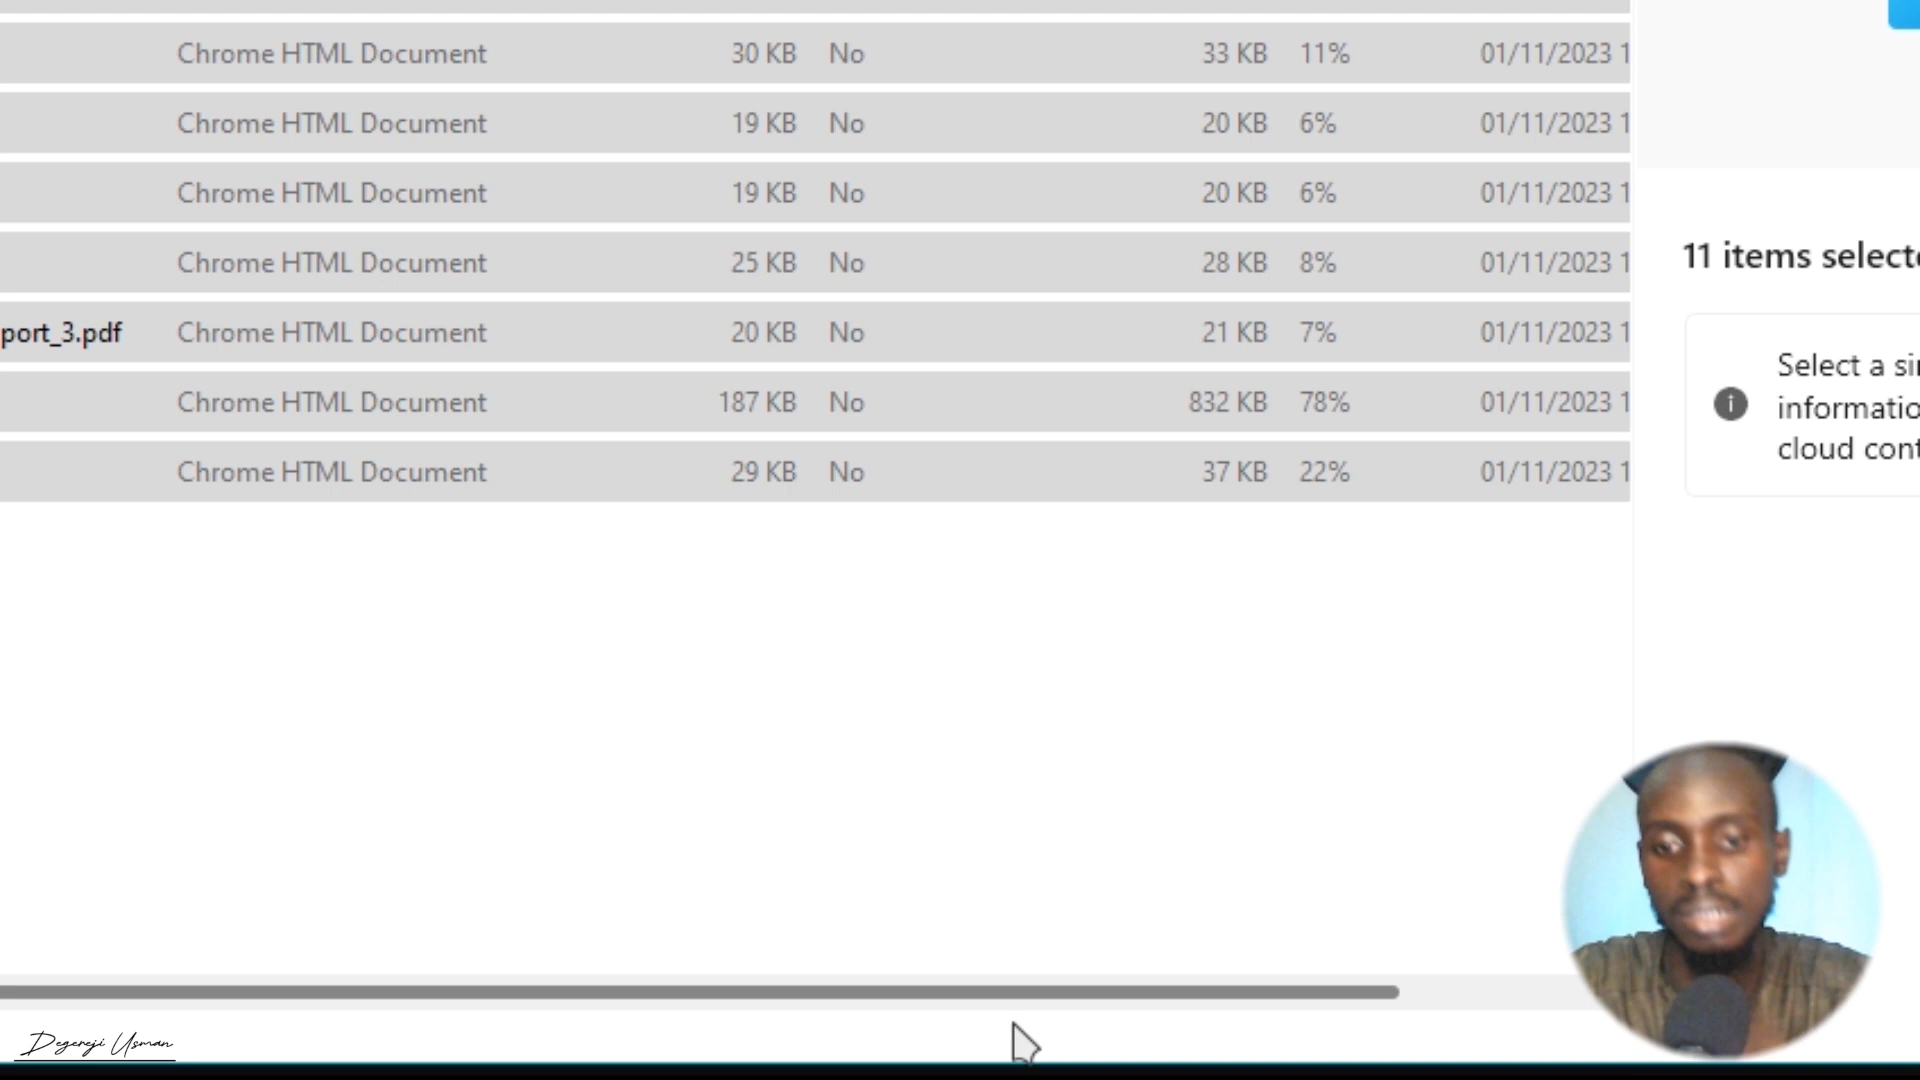 Chrome HTML Document 30 KB No 33 KB 11% 01/11/2023 1
Chrome HTML Document 19 KB No 20 KB 6% 01/11/2023 1
Chrome HTML Document 19 KB No 20 KB 6% 01/11/2023 1
Chrome HTML Document 25 KB No 28 KB 8% 01/11/2023 1
port_3.pdf Chrome HTML Document 20 KB No 21 KB 7% 01/11/2023 1
Chrome HTML Document 187 KB No 832 KB 78% 01/11/2023 1
Chrome HTML Document 29 KB No 37 KB 22% 01/11/2023 1
11 items selecte
Select a sin
informatio
cloud cont
Degereji Usman